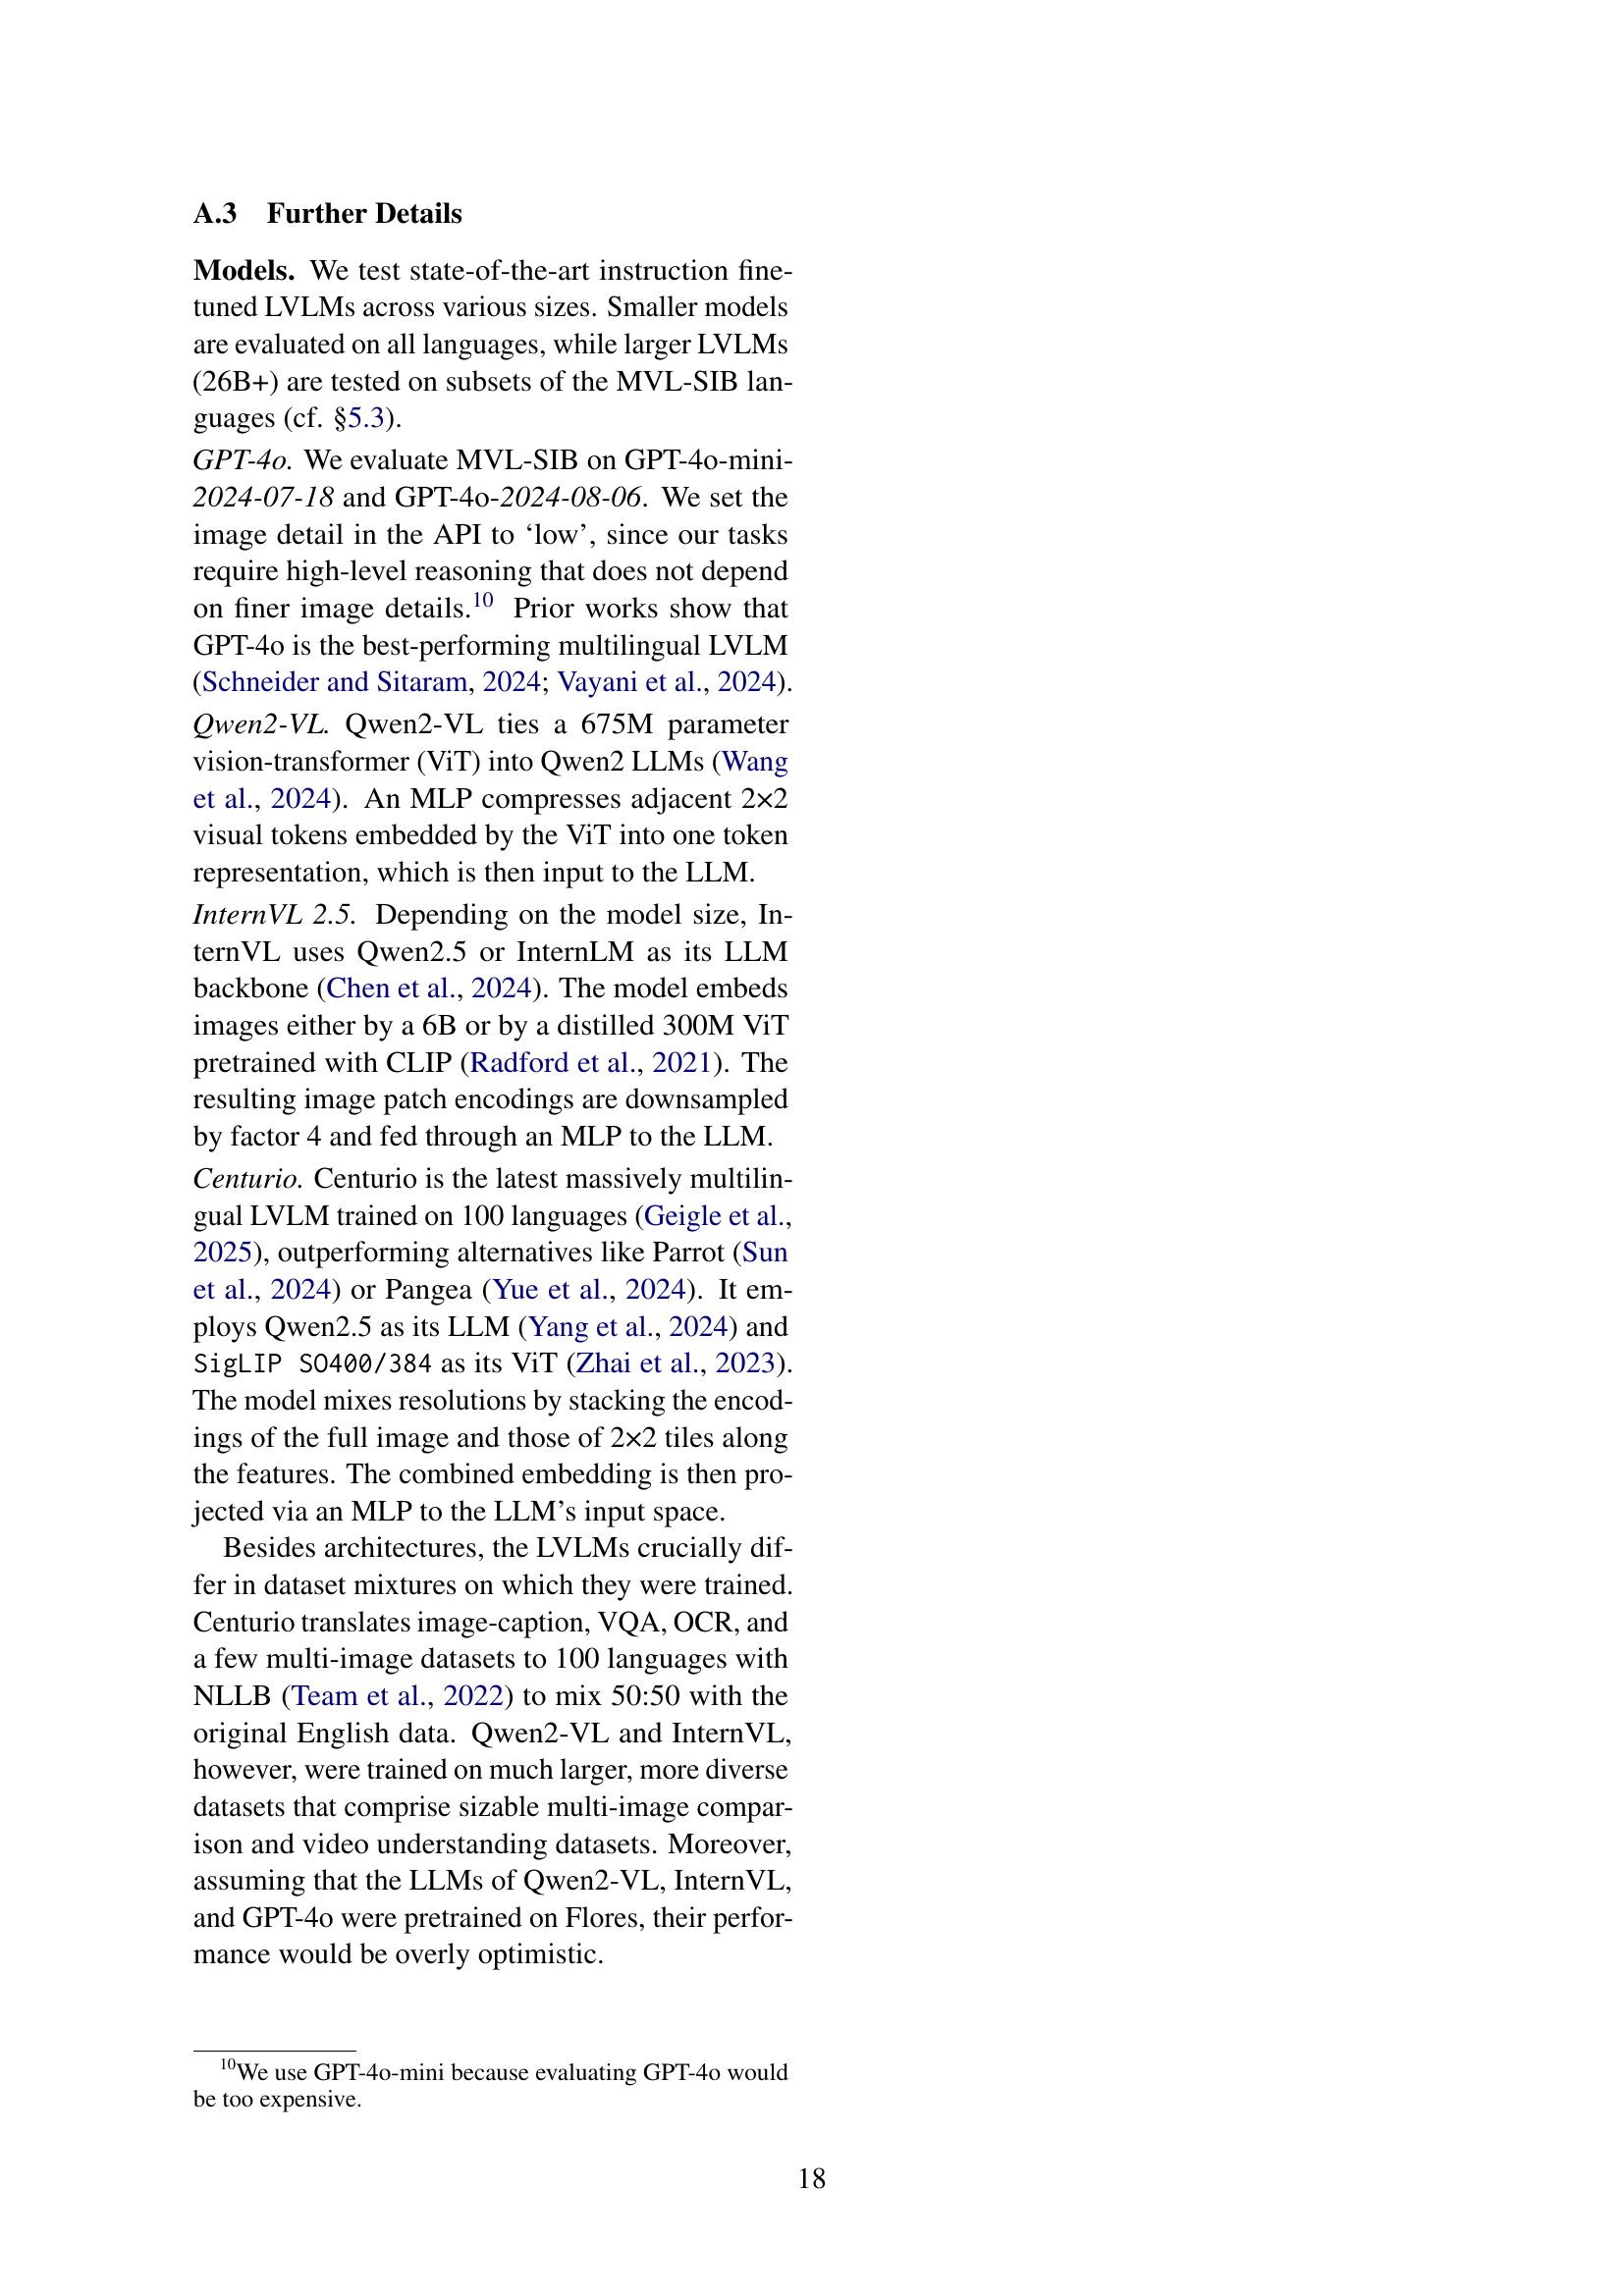 A.3 Further Details
Models. We test state-of-the-art instruction fine-
tuned LVLMs across various sizes. Smaller models
are evaluated on all languages, while larger LVLMs
(26B+) are tested on subsets of the MVL-SIB lan-
guages (cf. §5.3).
GPT-4o. We evaluate MVL-SIB on GPT-4o-mini-
2024-07-18 and GPT-4o-2024-08-06. We set the
image detail in the API to ‘low’, since our tasks
require high-level reasoning that does not depend
on finer image details.10 Prior works show that
GPT-4o is the best-performing multilingual LVLM
(Schneider and Sitaram, 2024; Vayani et al., 2024).
Qwen2-VL. Qwen2-VL ties a 675M parameter
vision-transformer (ViT) into Qwen2 LLMs (Wang
et al., 2024). An MLP compresses adjacent 2×2
visual tokens embedded by the ViT into one token
representation, which is then input to the LLM.
InternVL 2.5. Depending on the model size, In-
ternVL uses Qwen2.5 or InternLM as its LLM
backbone (Chen et al., 2024). The model embeds
images either by a 6B or by a distilled 300M ViT
pretrained with CLIP (Radford et al., 2021). The
resulting image patch encodings are downsampled
by factor 4 and fed through an MLP to the LLM.
Centurio. Centurio is the latest massively multilin-
gual LVLM trained on 100 languages (Geigle et al.,
2025), outperforming alternatives like Parrot (Sun
et al., 2024) or Pangea (Yue et al., 2024). It em-
ploys Qwen2.5 as its LLM (Yang et al., 2024) and
SigLIP SO400/384 as its ViT (Zhai et al., 2023).
The model mixes resolutions by stacking the encod-
ings of the full image and those of 2×2 tiles along
the features. The combined embedding is then pro-
jected via an MLP to the LLM’s input space.
Besides architectures, the LVLMs crucially dif-
fer in dataset mixtures on which they were trained.
Centurio translates image-caption, VQA, OCR, and
a few multi-image datasets to 100 languages with
NLLB (Team et al., 2022) to mix 50:50 with the
original English data. Qwen2-VL and InternVL,
however, were trained on much larger, more diverse
datasets that comprise sizable multi-image compar-
ison and video understanding datasets. Moreover,
assuming that the LLMs of Qwen2-VL, InternVL,
and GPT-4o were pretrained on Flores, their perfor-
mance would be overly optimistic.
10We use GPT-4o-mini because evaluating GPT-4o would
be too expensive.
18